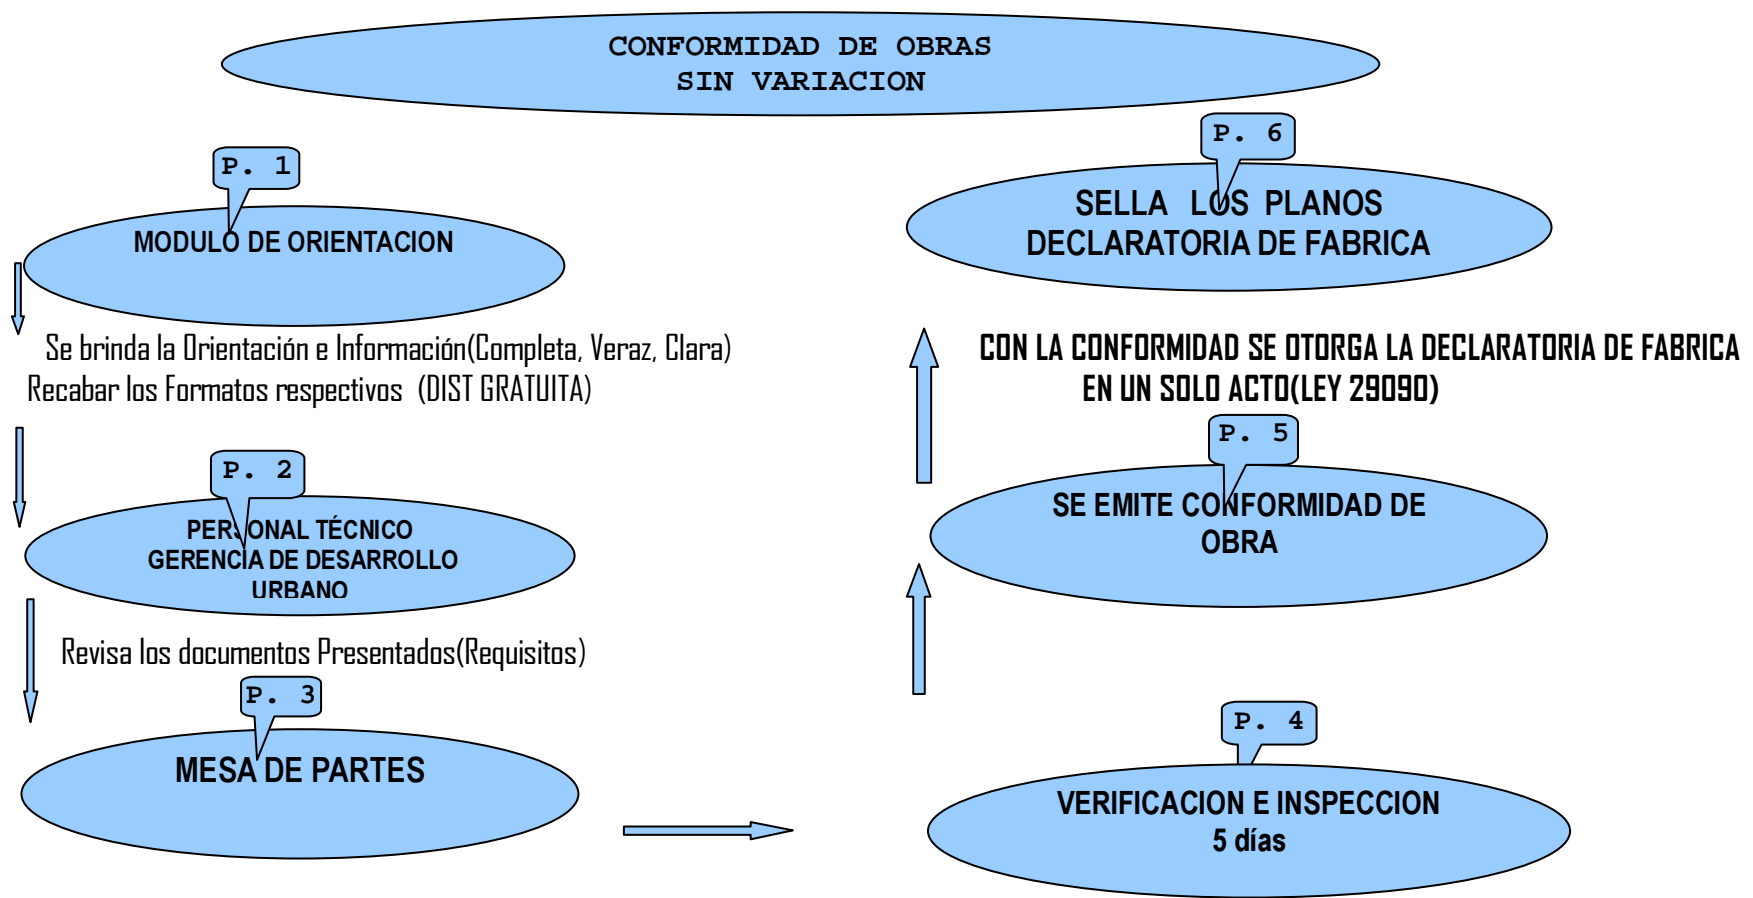 CONFORMIDAD DE OBRAS
SIN VARIACION
P. 1
MODULO DE ORIENTACION
Se brinda la Orientación e Información(Completa, Veraz, Clara)
Recabar los Formatos respectivos (DIST GRATUITA)
P. 2
PERSONAL TÉCNICO
GERENCIA DE DESARROLLO
URBANO
Revisa los documentos Presentados(Requisitos)
P. 3
MESA DE PARTES
P. 4
VERIFICACION E INSPECCION
5 días
P. 5
SE EMITE CONFORMIDAD DE
OBRA
CON LA CONFORMIDAD SE OTORGA LA DECLARATORIA DE FABRICA
EN UN SOLO ACTO(LEY 29090)
P. 6
SELLA LOS PLANOS
DECLARATORIA DE FABRICA